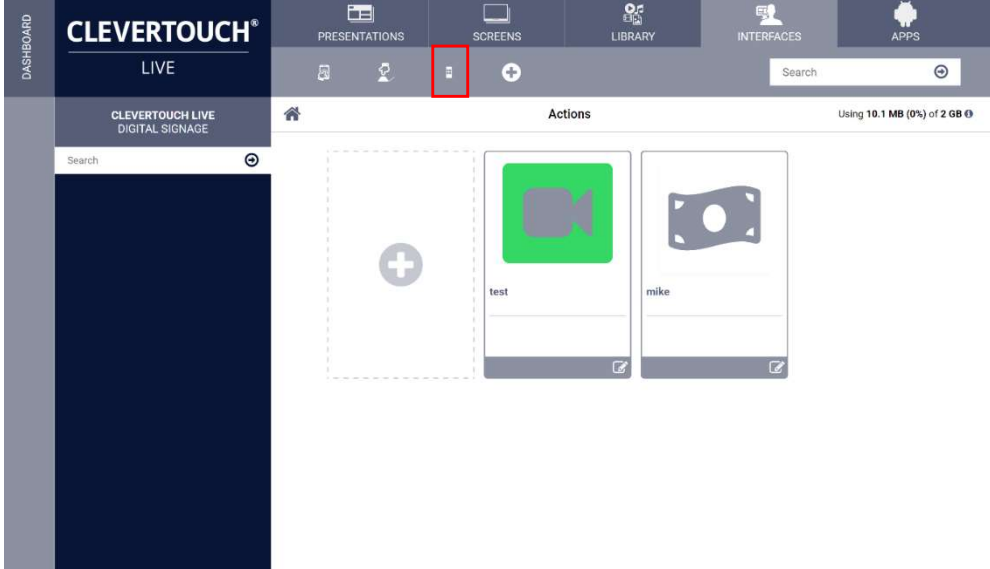 DASHBOARD
CLEVERTOUCH®
LIVE
PRESENTATIONS
SCREENS
LIBRARY
INTERFACES
APPS
Search
CLEVERTOUCH LIVE
DIGITAL SIGNAGE
Search
Actions
Using 10.1 MB (0%) of 2 GB
test
mike